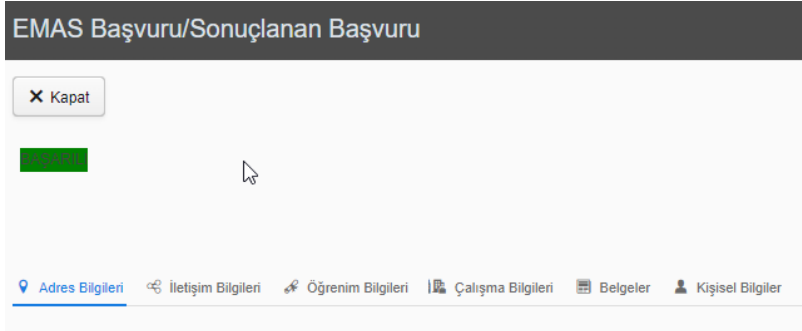 EMAS Başvuru/Sonuçlanan Başvuru
Kapat
BAŞARILI
Adres Bilgileri İletişim Bilgileri Öğrenim Bilgileri Çalışma Bilgileri Belgeler Kişisel Bilgiler